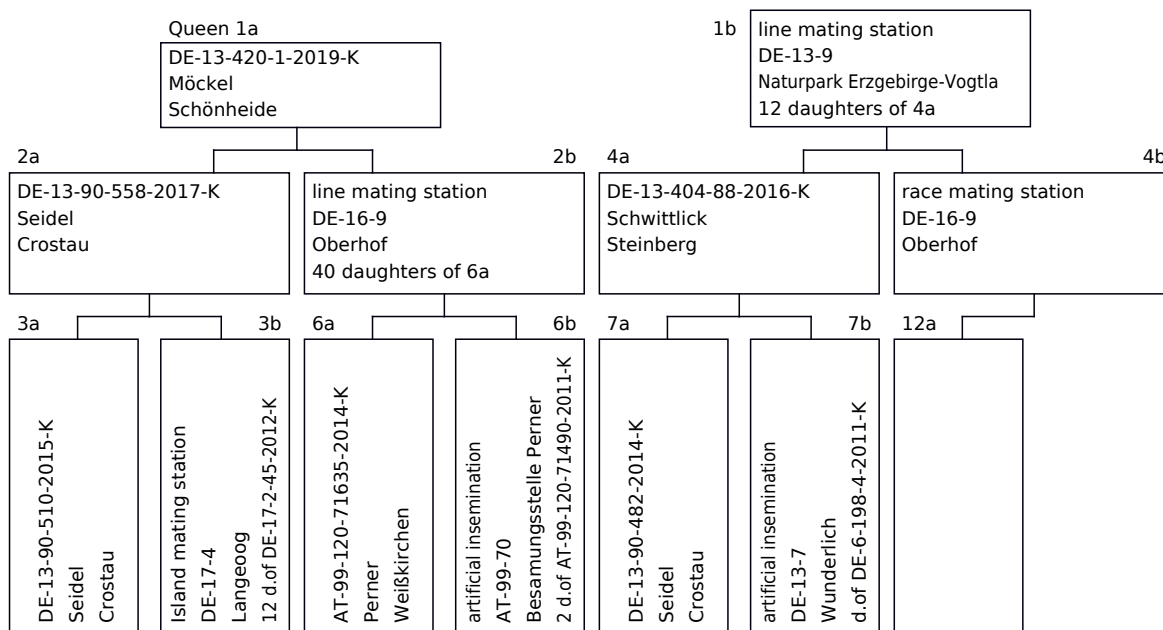 Queen 1a
DE-13-420-1-2019-K
Möckel
Schönheide
1b
line mating station
DE-13-9
Naturpark Erzgebirge-Vogtla
12 daughters of 4a
2a
DE-13-90-558-2017-K
Seidel
Crostau
2b
line mating station
DE-16-9
Oberhof
40 daughters of 6a
4a
DE-13-404-88-2016-K
Schwittlick
Steinberg
4b
race mating station
DE-16-9
Oberhof
3a
DE-13-90-510-2015-K
Seidel
Crostau
3b
Island mating station
DE-17-4
Langeoog
12 d.of DE-17-2-45-2012-K
6a
AT-99-120-71635-2014-K
Perner
Weißkirchen
6b
artificial insemination
AT-99-70
Besamungsstelle Perner
2 d.of AT-99-120-71490-2011-K
7a
DE-13-90-482-2014-K
Seidel
Crostau
7b
artificial insemination
DE-13-7
Wunderlich
d.of DE-6-198-4-2011-K
12a